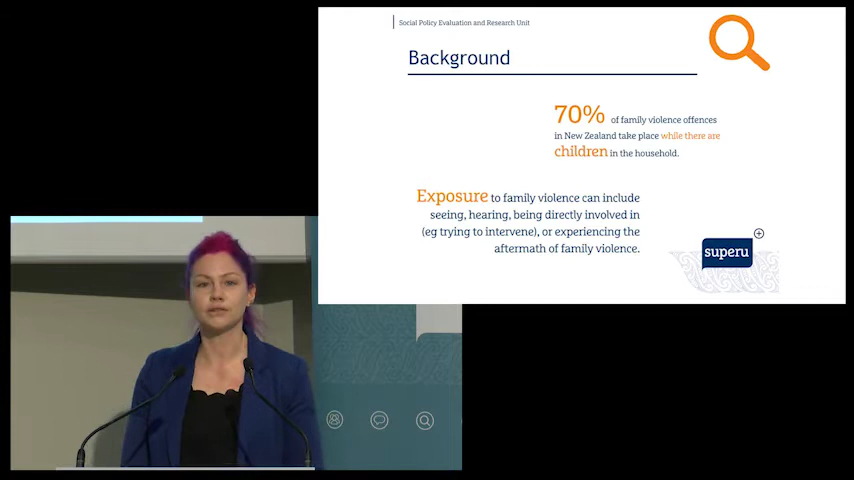 Social Policy Evaluation and Research Unit
Background
70% of family violence offences
in New Zealand take place while there are
children in the household.
Exposure to family violence can include
seeing, hearing, being directly involved in
(eg trying to intervene), or experiencing the
aftermath of family violence.
superu